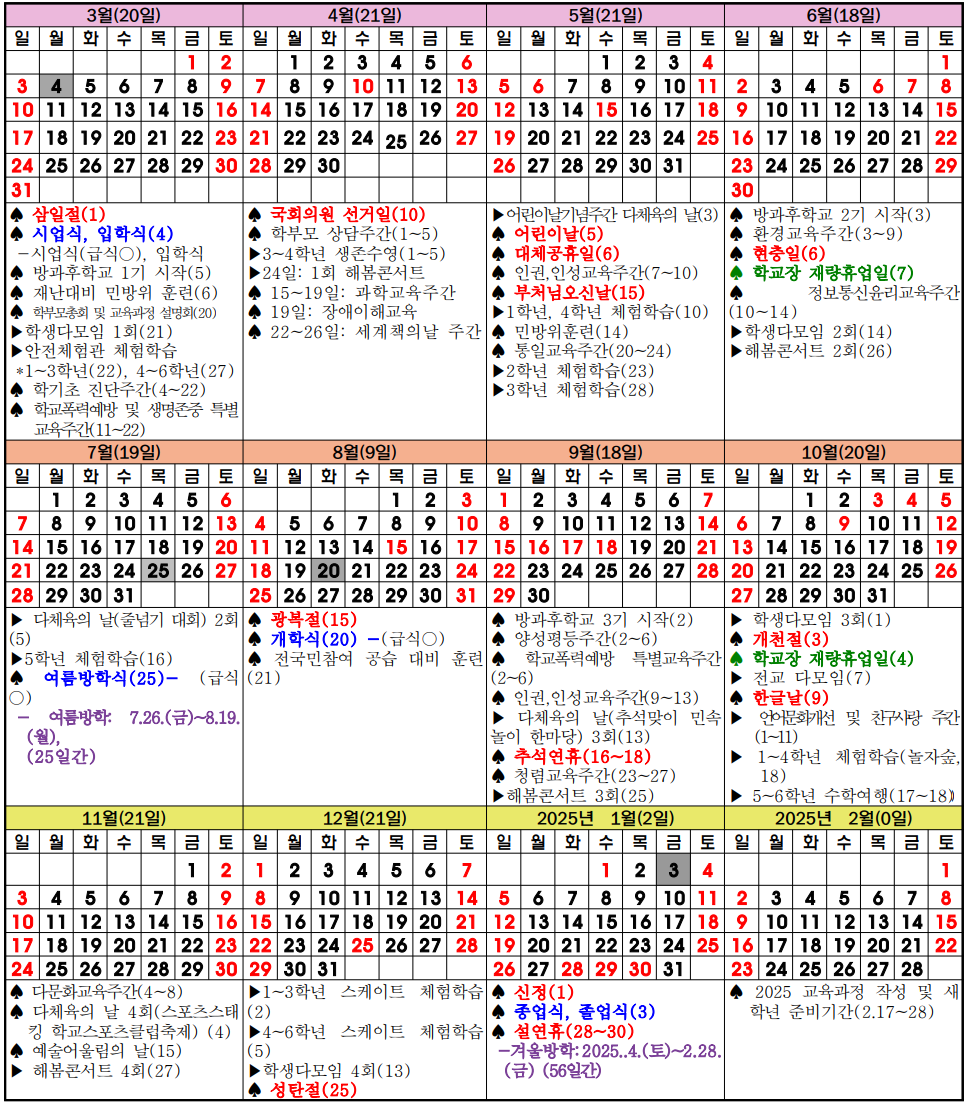 3월(20일)
일 월 화 수 목 금 토
1 2
3 4 5 6 7 8 9
10 11 12 13 14 15 16
17 18 19 20 21 22 23
24 25 26 27 28 29 30
31
♠ 삼일절(1)
♠ 시업식, 입학식(4)
－시업식(급식○), 입학식
♠ 방과후학교 1기 시작(5)
♠ 재난대비 민방위 훈련(6)
♠ 학부모총회 및 교육과정 설명회(20)
▶학생다모임 1회(21)
▶안전체험관 체험학습
*1~3학년(22), 4~6학년(27)
♠ 학기초 진단주간(4~22)
♠ 학교폭력예방 및 생명존중 특별
교육주간(11~22)
4월(21일)
일 월 화 수 목 금 토
1 2 3 4 5 6
7 8 9 10 11 12 13
14 15 16 17 18 19 20
21 22 23 24 25 26 27
28 29 30
♠ 국회의원 선거일(10)
♠ 학부모 상담주간(1~5)
▶3~4학년 생존수영(1~5)
▶24일: 1회 해봄콘서트
♠ 15~19일: 과학교육주간
♠ 19일: 장애이해교육
♠ 22~26일: 세계책의날 주간
5월(21일)
일 월 화 수 목 금 토
1 2 3 4
5 6 7 8 9 10 11
12 13 14 15 16 17 18
19 20 21 22 23 24 25
26 27 28 29 30 31
▶어린이날기념주간 다체육의 날(3)
♠ 어린이날(5)
♠ 대체공휴일(6)
♠ 인권,인성교육주간(7~10)
♠ 부처님오신날(15)
▶1학년, 4학년 체험학습(10)
♠ 민방위훈련(14)
♠ 통일교육주간(20~24)
▶2학년 체험학습(23)
▶3학년 체험학습(28)
6월(18일)
일 월 화 수 목 금 토
1
2 3 4 5 6 7 8
9 10 11 12 13 14 15
16 17 18 19 20 21 22
23 24 25 26 27 28 29
30
♠ 방과후학교 2기 시작(3)
♠ 환경교육주간(3~9)
♠ 현충일(6)
♠ 학교장 재량휴업일(7)
♠ 정보통신윤리교육주간
(10~14)
▶학생다모임 2회(14)
▶해봄콘서트 2회(26)
7월(19일)
일 월 화 수 목 금 토
1 2 3 4 5 6
7 8 9 10 11 12 13
14 15 16 17 18 19 20
21 22 23 24 25 26 27
28 29 30 31
▶ 다체육의 날(줄넘기 대회) 2회
(5)
▶5학년 체험학습(16)
♠ 여름방학식(25)－ (급식
○)
－ 여름방학: 7.26.(금)~8.19.
(월),
(25일간)
8월(9일)
일 월 화 수 목 금 토
1 2 3
4 5 6 7 8 9 10
11 12 13 14 15 16 17
18 19 20 21 22 23 24
25 26 27 28 29 30 31
♠ 광복절(15)
♠ 개학식(20) －(급식○)
♠ 전국민참여 공습 대비 훈련
(21)
9월(18일)
일 월 화 수 목 금 토
1 2 3 4 5 6 7
8 9 10 11 12 13 14
15 16 17 18 19 20 21
22 23 24 25 26 27 28
29 30
♠ 방과후학교 3기 시작(2)
♠ 양성평등주간(2~6)
♠ 학교폭력예방 특별교육주간
(2~6)
♠ 인권,인성교육주간(9~13)
▶ 다체육의 날(추석맞이 민속
놀이 한마당) 3회(13)
♠ 추석연휴(16~18)
♠ 청렴교육주간(23~27)
▶해봄콘서트 3회(25)
10월(20일)
일 월 화 수 목 금 토
1 2 3 4 5
6 7 8 9 10 11 12
13 14 15 16 17 18 19
20 21 22 23 24 25 26
27 28 29 30 31
▶ 학생다모임 3회(1)
♠ 개천절(3)
♠ 학교장 재량휴업일(4)
▶ 전교 다모임(7)
♠ 한글날(9)
▶ 언어문화개선 및 친구사랑 주간
(1~11)
▶ 1~4학년 체험학습(놀자숲,
18)
▶ 5~6학년 수학여행(17~18))
11월(21일)
일 월 화 수 목 금 토
1 2
3 4 5 6 7 8 9
10 11 12 13 14 15 16
17 18 19 20 21 22 23
24 25 26 27 28 29 30
♠ 다문화교육주간(4~8)
♠ 다체육의 날 4회(스포츠스태
킹 학교스포츠클럽축제) (4)
♠ 예술어울림의 날(15)
▶ 해봄콘서트 4회(27)
12월(21일)
일 월 화 수 목 금 토
1 2 3 4 5 6 7
8 9 10 11 12 13 14
15 16 17 18 19 20 21
22 23 24 25 26 27 28
29 30 31
▶1~3학년 스케이트 체험학습
(2)
▶4~6학년 스케이트 체험학습
(5)
▶학생다모임 4회(13)
♠ 성탄절(25)
2025년 1월(2일)
일 월 화 수 목 금 토
1 2 3 4
5 6 7 8 9 10 11
12 13 14 15 16 17 18
19 20 21 22 23 24 25
26 27 28 29 30 31
♠ 신정(1)
♠ 종업식, 졸업식(3)
♠ 설연휴(28~30)
－겨울방학:2025..4.(토)~2.28.
(금) (56일간)
2025년 2월(0일)
일 월 화 수 목 금 토
1
2 3 4 5 6 7 8
9 10 11 12 13 14 15
16 17 18 19 20 21 22
23 24 25 26 27 28
♠ 2025 교육과정 작성 및 새
학년 준비기간(2.17~28)